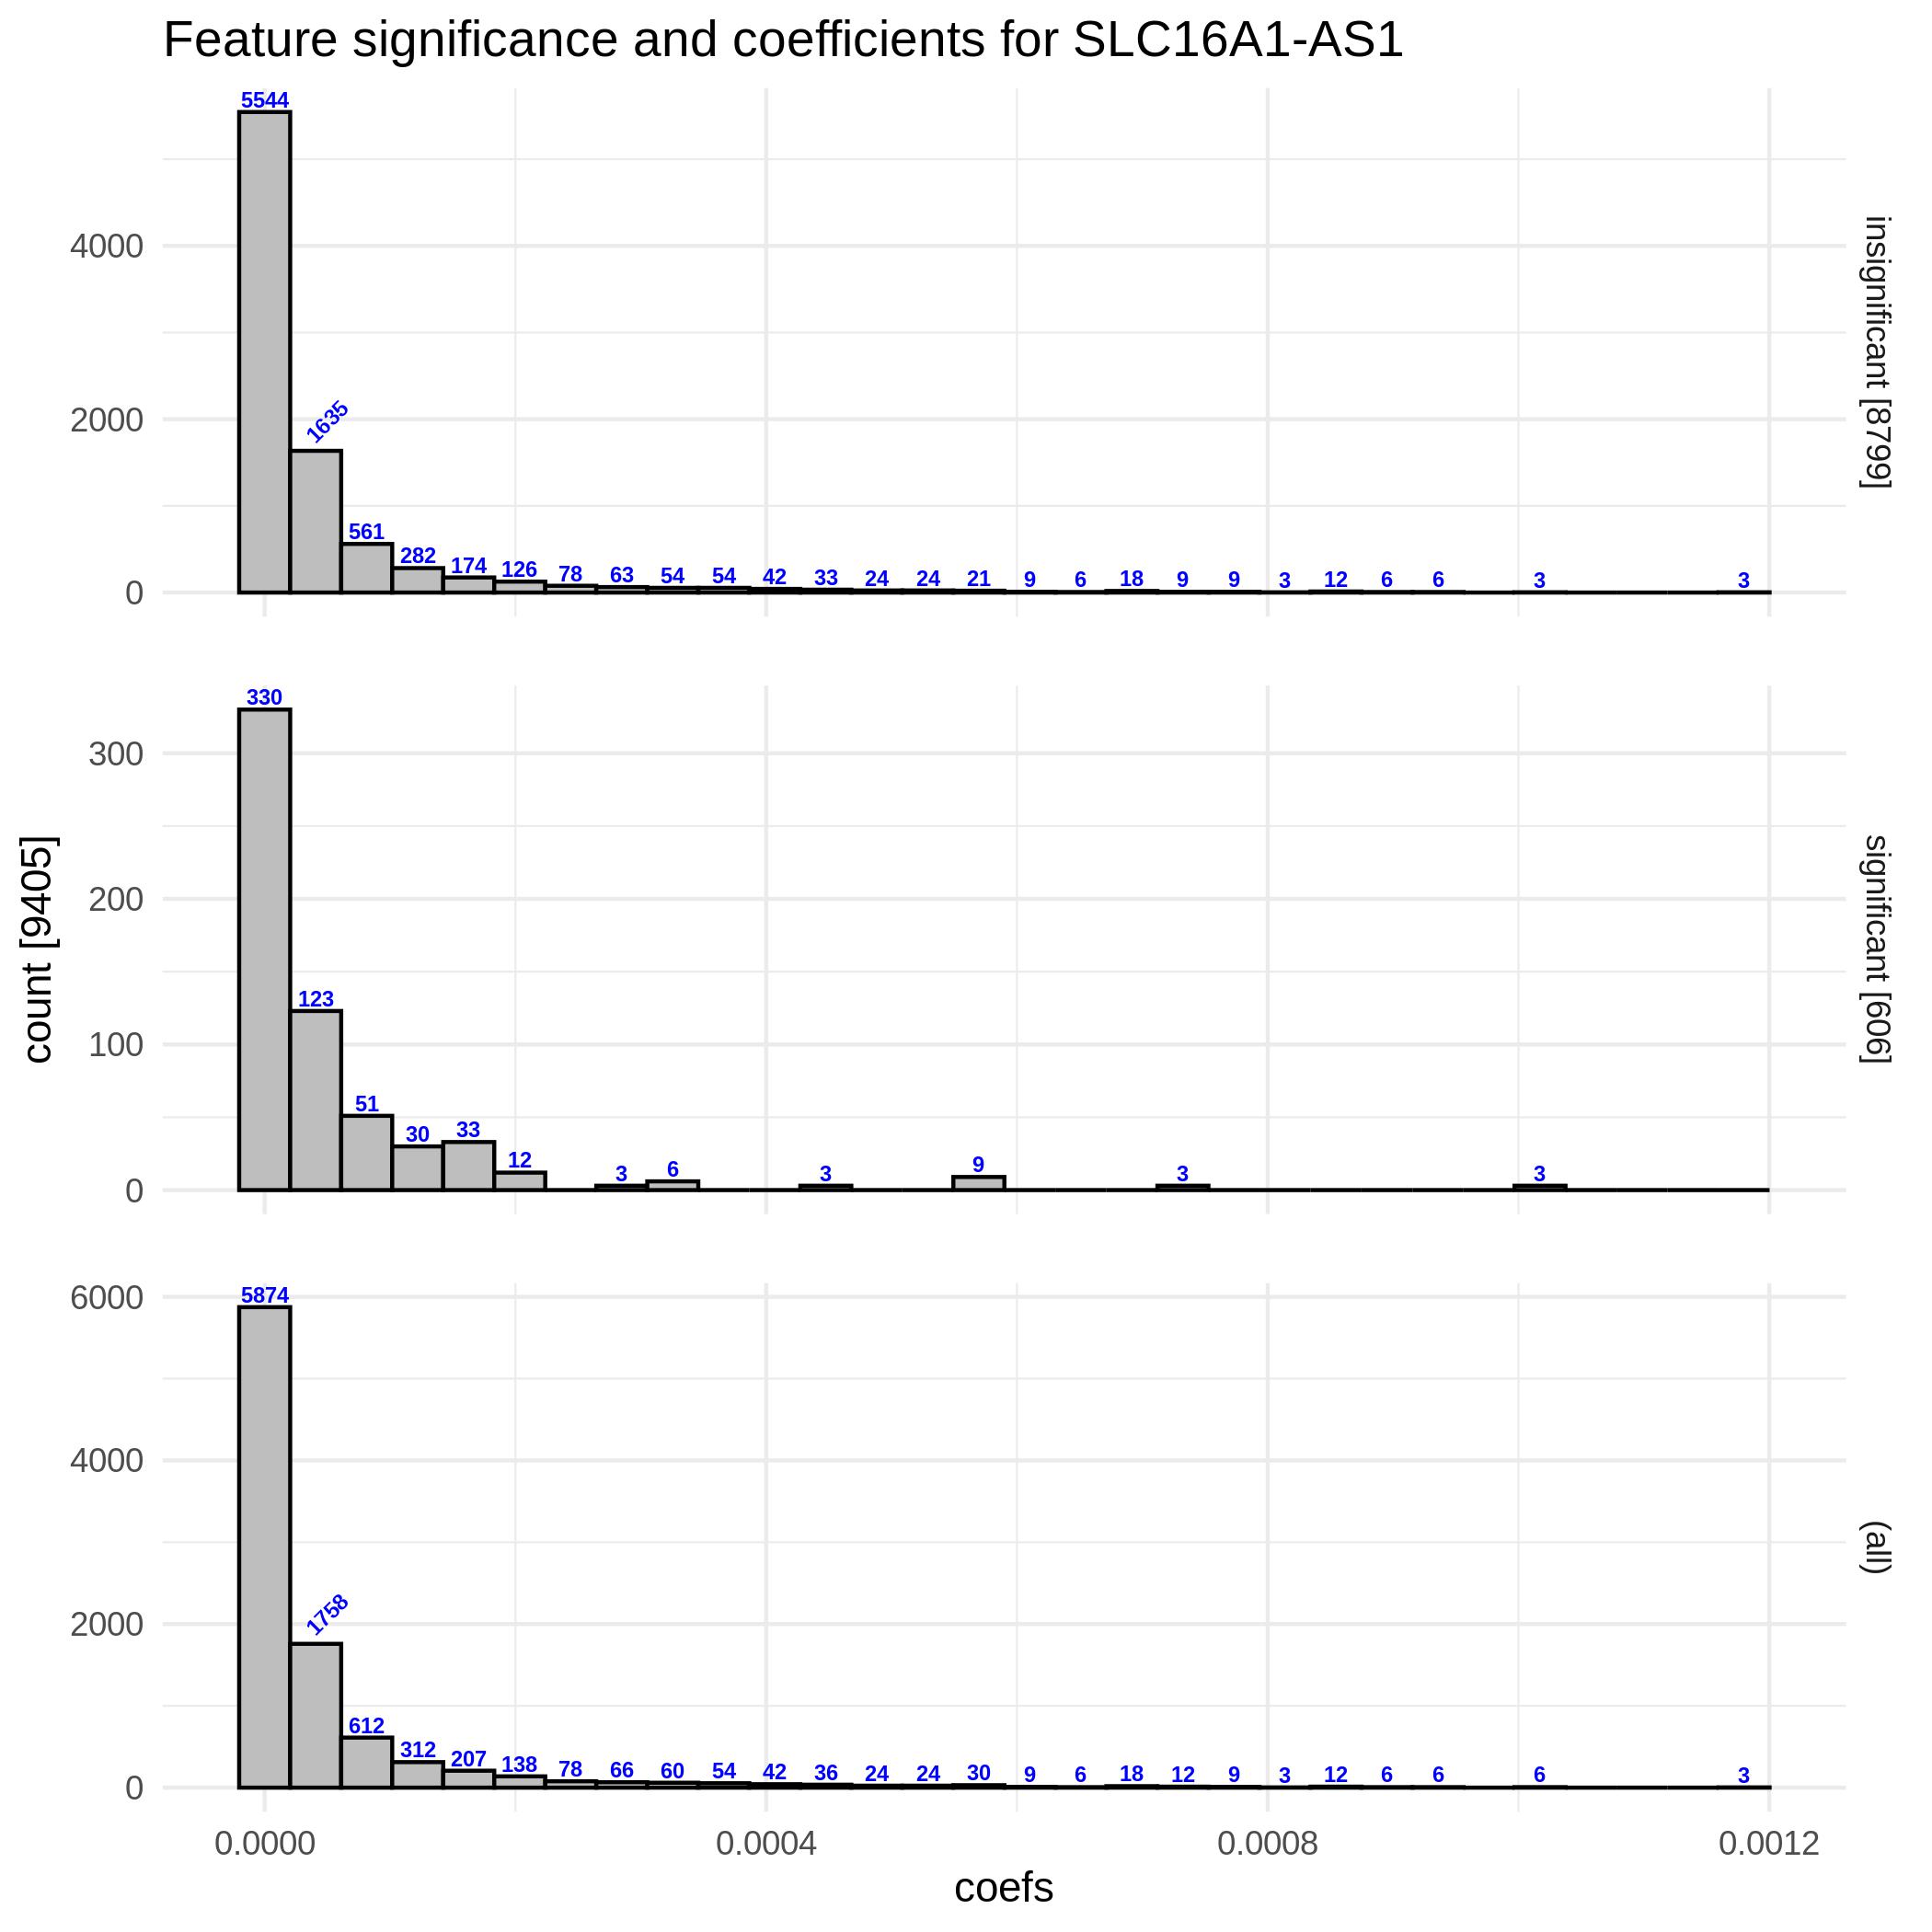 Feature significance and coefficients for SLC16A1-AS1
5544
1635
561 282 174 126 78 63 54 54 42 33 24 24 21 9 6 18 9 9 3 12 6 6 3 3
4000
2000
0
insignificant [8799]
330
123
51 30 33 12 3 6 3 9 3 3
300
200
100
0
significant [606]
count [9405]
5874
1758
612 312 207 138 78 66 60 54 42 36 24 24 30 9 6 18 12 9 3 12 6 6 6 3
6000
4000
2000
0
(all)
0.0000 0.0004 0.0008 0.0012
coefs